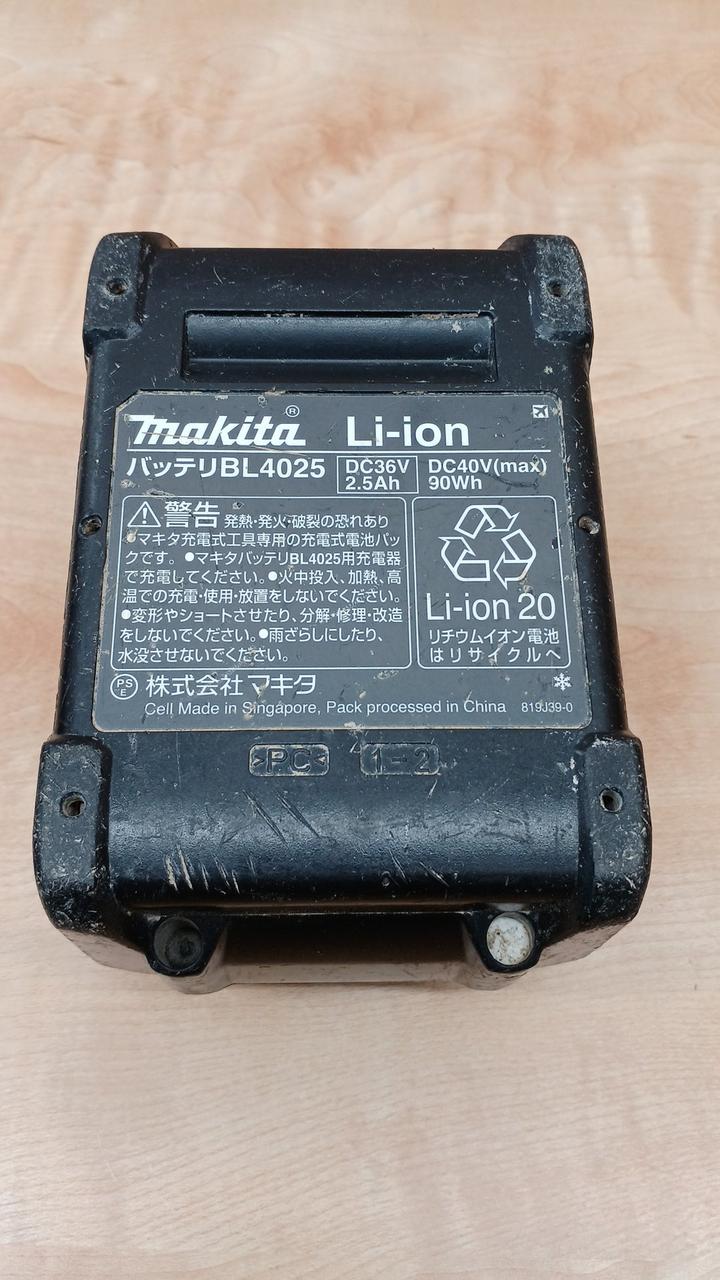 makita® Li-ion
バッテリBL4025 DC36V 2.5Ah DC40V(max) 90Wh
警告 発熱・発火・破裂の恐れあり
●マキタ充電式工具専用の充電式電池パッ
クです。●マキタバッテリBL4025用充電器
で充電してください。●火中投入、加熱、高
温での充電・使用・放置をしないでください。
●変形やショートさせたり、分解・修理・改造
をしないでください。●雨ざらしにしたり、
水没させないでください。
Li-ion 20
リチウムイオン電池
はリサイクルへ
PSE 株式会社マキタ
Cell Made in Singapore, Pack processed in China 819J39-0
>PC< 1-2